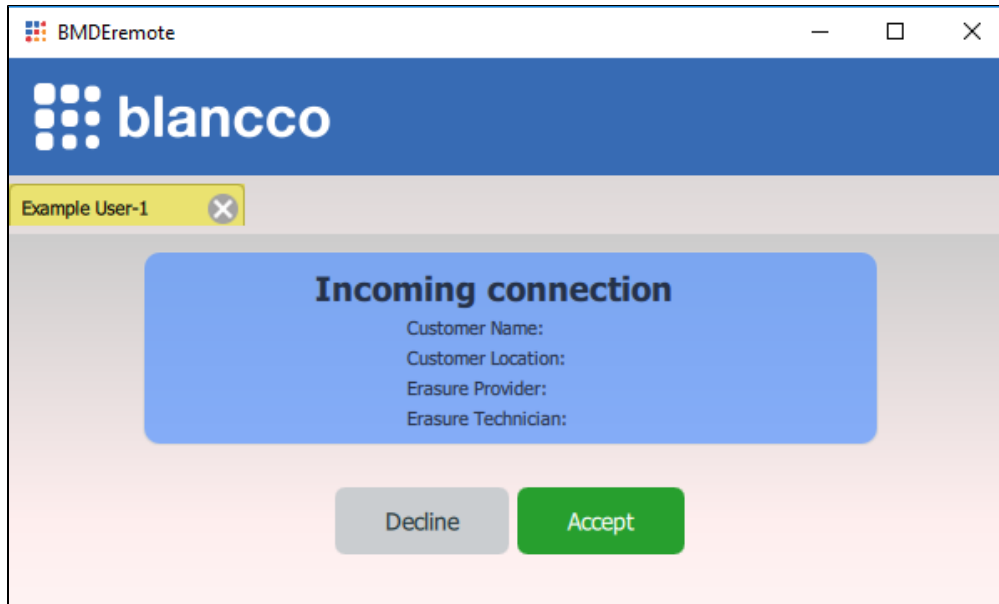 BMDEremote
blancco
Example User-1
Incoming connection
Customer Name:
Customer Location:
Erasure Provider:
Erasure Technician:
Decline
Accept